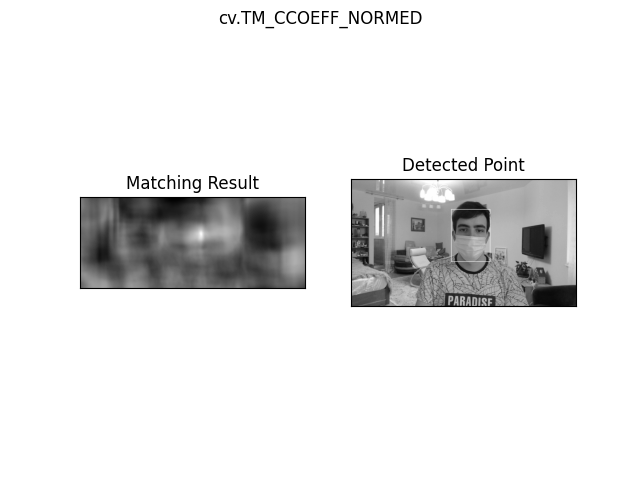 cv.TM_CCOEFF_NORMED
Matching Result
Detected Point
PARADISE